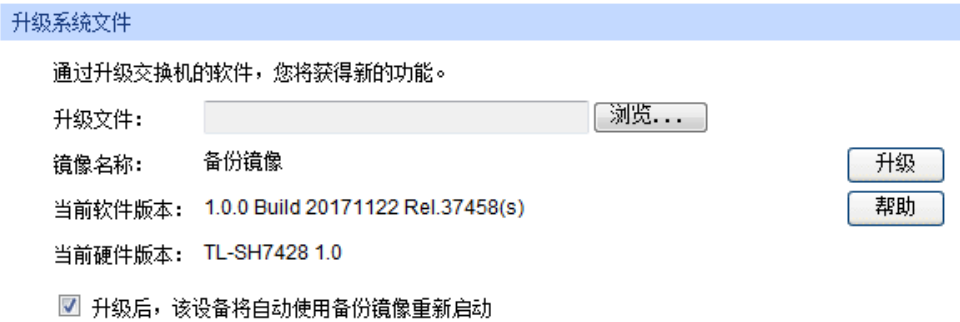 升级系统文件
通过升级交换机的软件，您将获得新的功能。
升级文件： 浏览...
镜像名称： 备份镜像 升级
当前软件版本： 1.0.0 Build 20171122 Rel.37458(s) 帮助
当前硬件版本： TL-SH7428 1.0
升级后，该设备将自动使用备份镜像重新启动